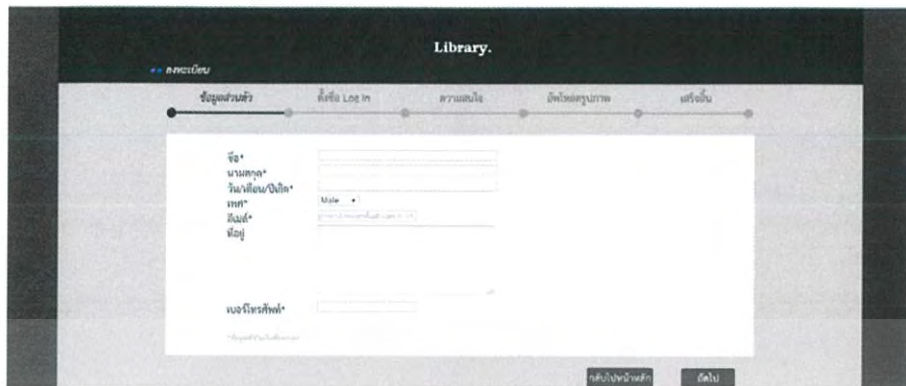 Library.
ลงทะเบียน
ข้อมูลส่วนตัว ตั้งชื่อ Log In ความสนใจ อัพโหลดรูปภาพ เสร็จสิ้น
ชื่อ*
นามสกุล*
วัน/เดือน/ปีเกิด*
เพศ* Male
อีเมล์*
ที่อยู่
เบอร์โทรศัพท์*
กลับไปหน้าหลัก ถัดไป